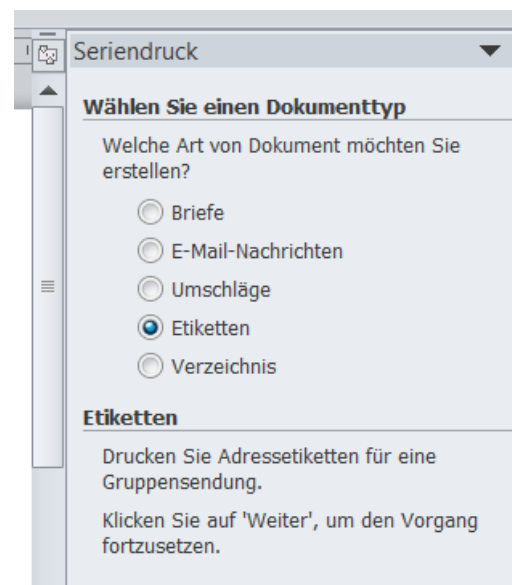 Seriendruck
Wählen Sie einen Dokumenttyp
Welche Art von Dokument möchten Sie
erstellen?
Briefe
E-Mail-Nachrichten
Umschläge
Etiketten
Verzeichnis
Etiketten
Drucken Sie Adressetiketten für eine
Gruppensendung.
Klicken Sie auf 'Weiter', um den Vorgang
fortzusetzen.